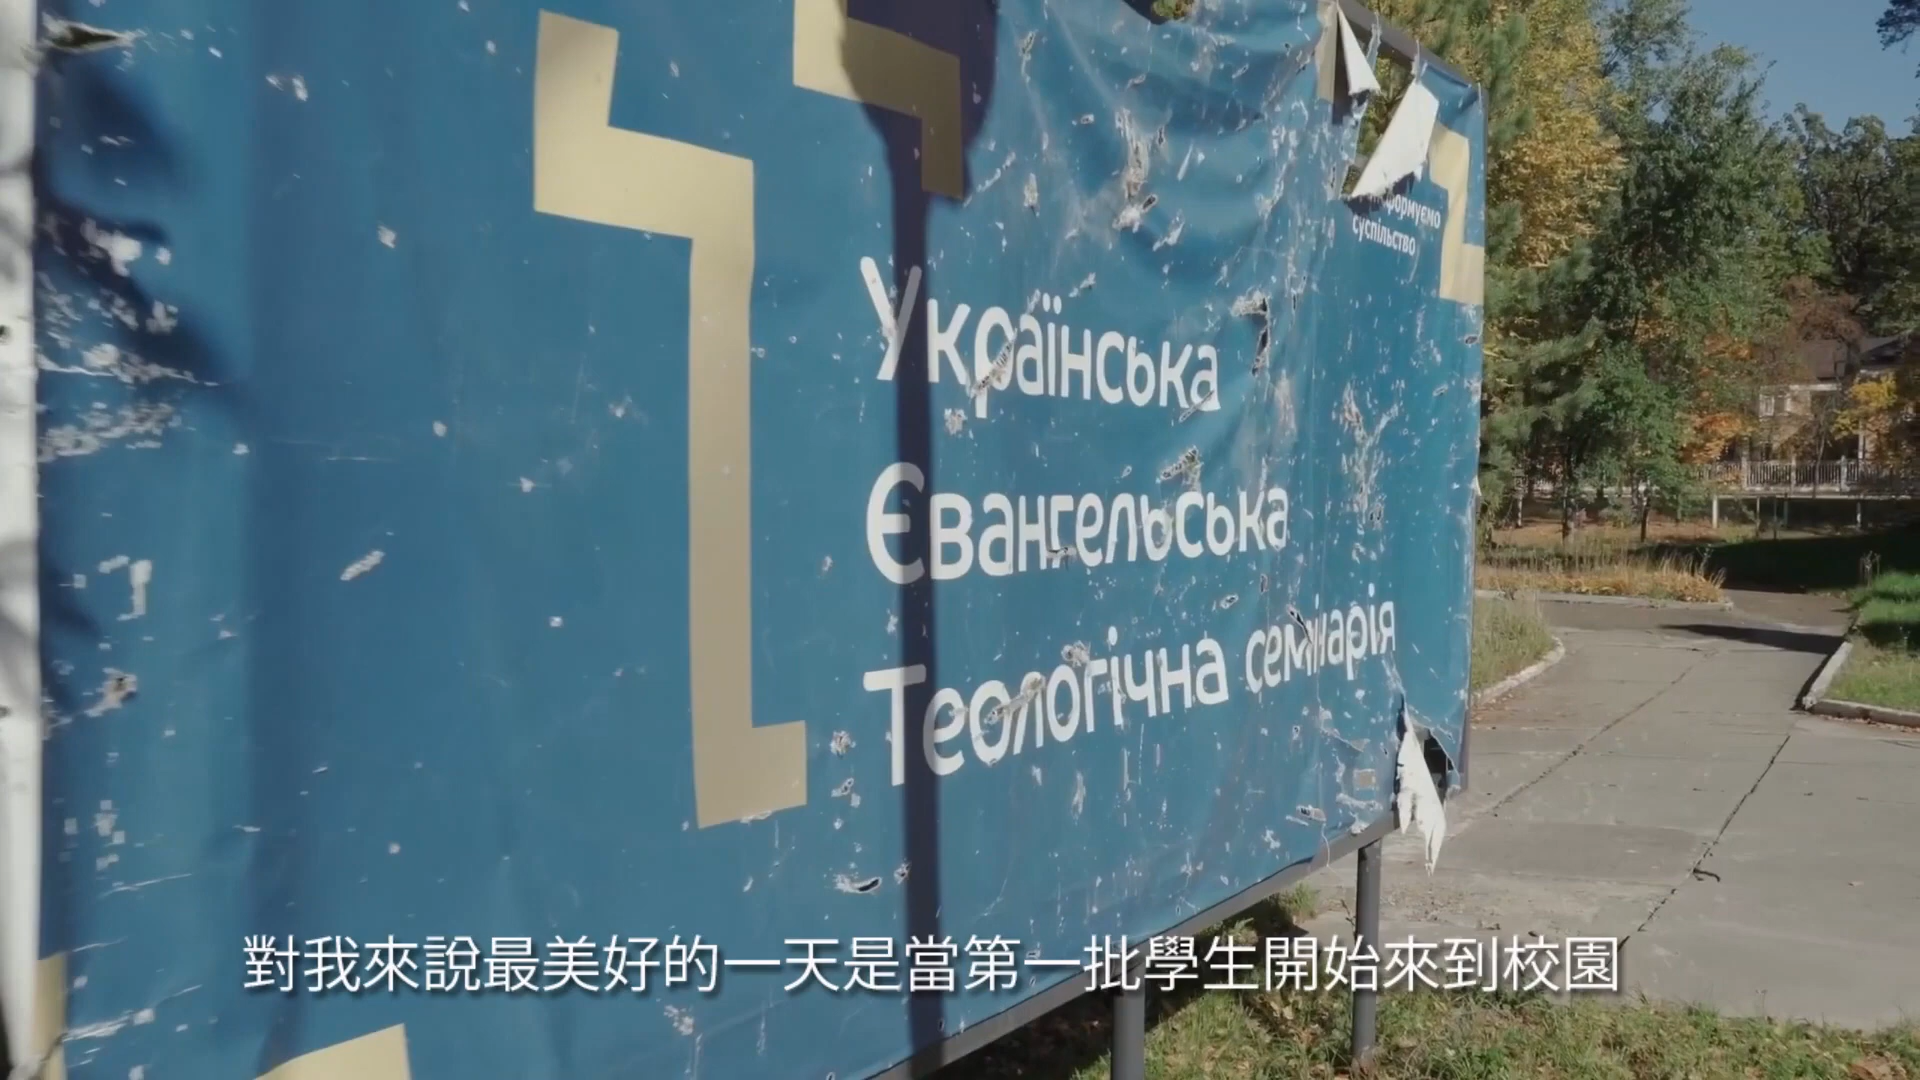 суспільство
Українська
Євангельська
Теологічна семінарія
對我來說最美好的一天是當第一批學生開始來到校園